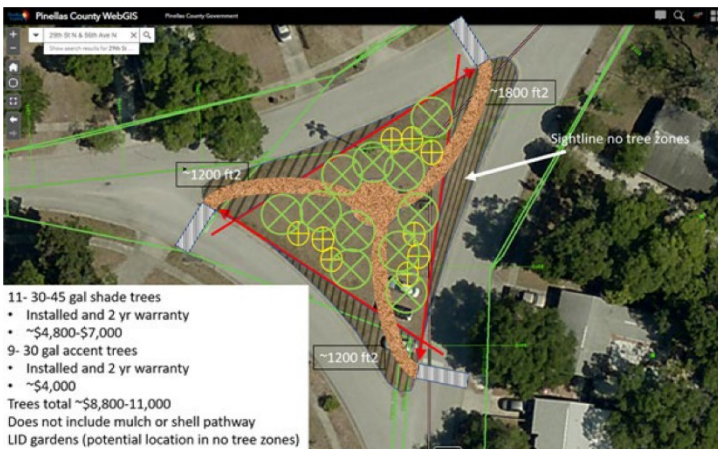 Pinellas County WebGIS
Pinellas County Government
29th St N & 56th Ave N
Show search results for 29th St ...
~1800 ft2
Sightline no tree zones
~1200 ft2
~1200 ft2
11- 30-45 gal shade trees
• Installed and 2 yr warranty
• ~$4,800-$7,000
9- 30 gal accent trees
• Installed and 2 yr warranty
• ~$4,000
Trees total ~$8,800-11,000
Does not include mulch or shell pathway
LID gardens (potential location in no tree zones)